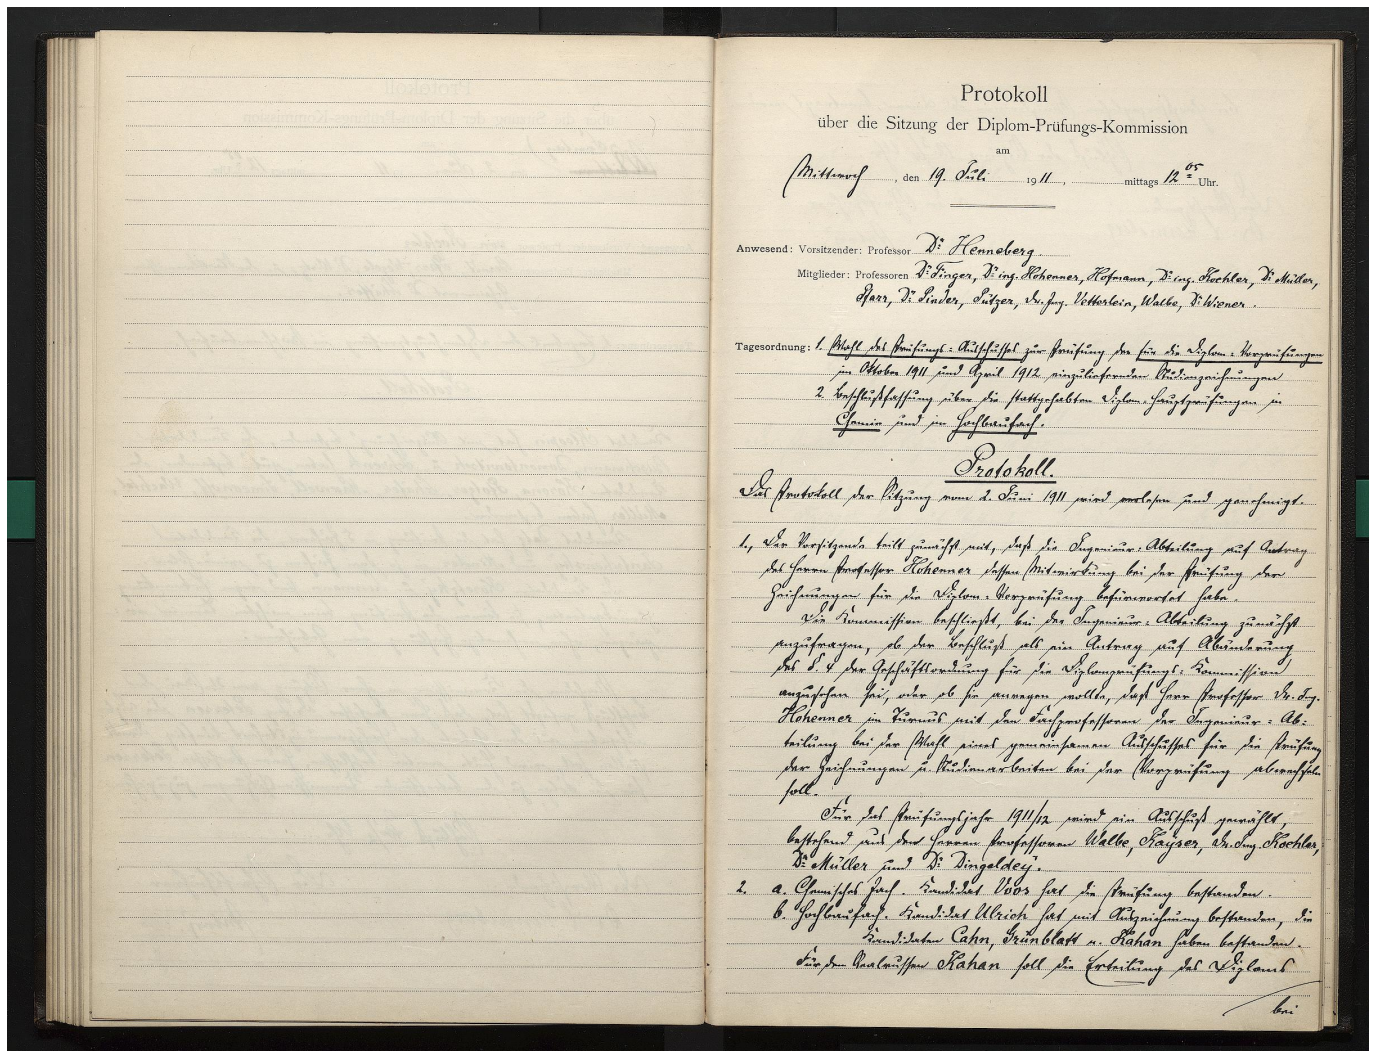 Protokoll
über die Sitzung der Diplom-Prüfungs-Kommission
am
Mittwoch, den 19. Juli 1911, mittags 12 05 Uhr.
Anwesend: Vorsitzender: Professor Dr. Henneberg.
Mitglieder: Professoren Dr. Finger, Dr. ing. Hohenner, Hofmann, Dr. ing. Kochler, Dr. Müller,
Pfarr, Dr. Pinder, Pützer, Dr. Ing. Vetterlein, Walbe, Dr. Wiener.
Tagesordnung: 1. Wahl des Prüfungs-Ausschusses zur Prüfung der für die Diplom-Vorprüfungen
im Oktober 1911 und April 1912 einzuliefernden Studienzeichnungen
2. Beschlußfassung über die stattgehabten Diplom-Hauptprüfungen in
Chemie und im Hochbaufach.
Protokoll.
Das Protokoll der Sitzung vom 2. Juni 1911 wird verlesen und genehmigt.
1., Der Vorsitzende teilt zunächst mit, daß die Ingenieur-Abteilung auf Antrag
des Herrn Professor Hohenner dessen Mitwirkung bei der Prüfung der
Zeichnungen für die Diplom-Vorprüfung befürwortet habe.
Die Kommission beschließt, bei der Ingenieur-Abteilung zunächst
anzufragen, ob der Beschluß als ein Antrag auf Abänderung
des §. 4 der Geschäftsordnung für die Diplomprüfungs-Kommission
anzusehen sei, oder ob sie anregen wollte, daß Herr Professor Dr. Ing.
Hohenner im Turnus mit den Fachprofessoren der Ingenieur-Ab-
teilung bei der Wahl eines gemeinsamen Ausschusses für die Prüfung
der Zeichnungen u. Studienarbeiten bei der Vorprüfung abwechseln
soll.
Für das Prüfungsjahr 1911/12 wird ein Ausschuß gewählt,
bestehend aus den Herren Professoren Walbe, Kayser, Dr. Ing. Kochler,
Dr. Müller und Dr. Dingeldey.
2. a. Chemisches Fach. Kandidat Voos hat die Prüfung bestanden.
b. Hochbaufach. Kandidat Ulrich hat mit Auszeichnung bestanden, die
Kandidaten Cahn, Grünblatt u. Kahan haben bestanden.
Für den Realrussen Kahan soll die Erteilung des Diploms
bei